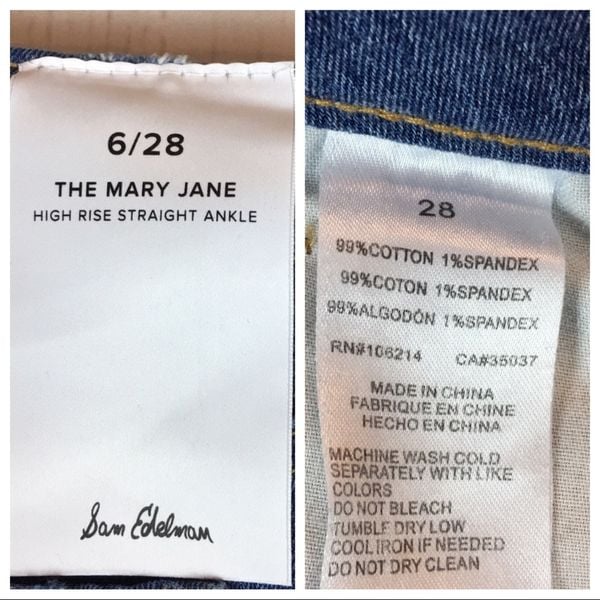 6/28
THE MARY JANE
HIGH RISE STRAIGHT ANKLE
Sam Edelman
28
99%COTTON 1%SPANDEX
99%COTON 1%SPANDEX
99%ALGODÓN 1%SPANDEX
RN#106214 CA#35037
MADE IN CHINA
FABRIQUE EN CHINE
HECHO EN CHINA
MACHINE WASH COLD
SEPARATELY WITH LIKE
COLORS
DO NOT BLEACH
TUMBLE DRY LOW
COOL IRON IF NEEDED
DO NOT DRY CLEAN